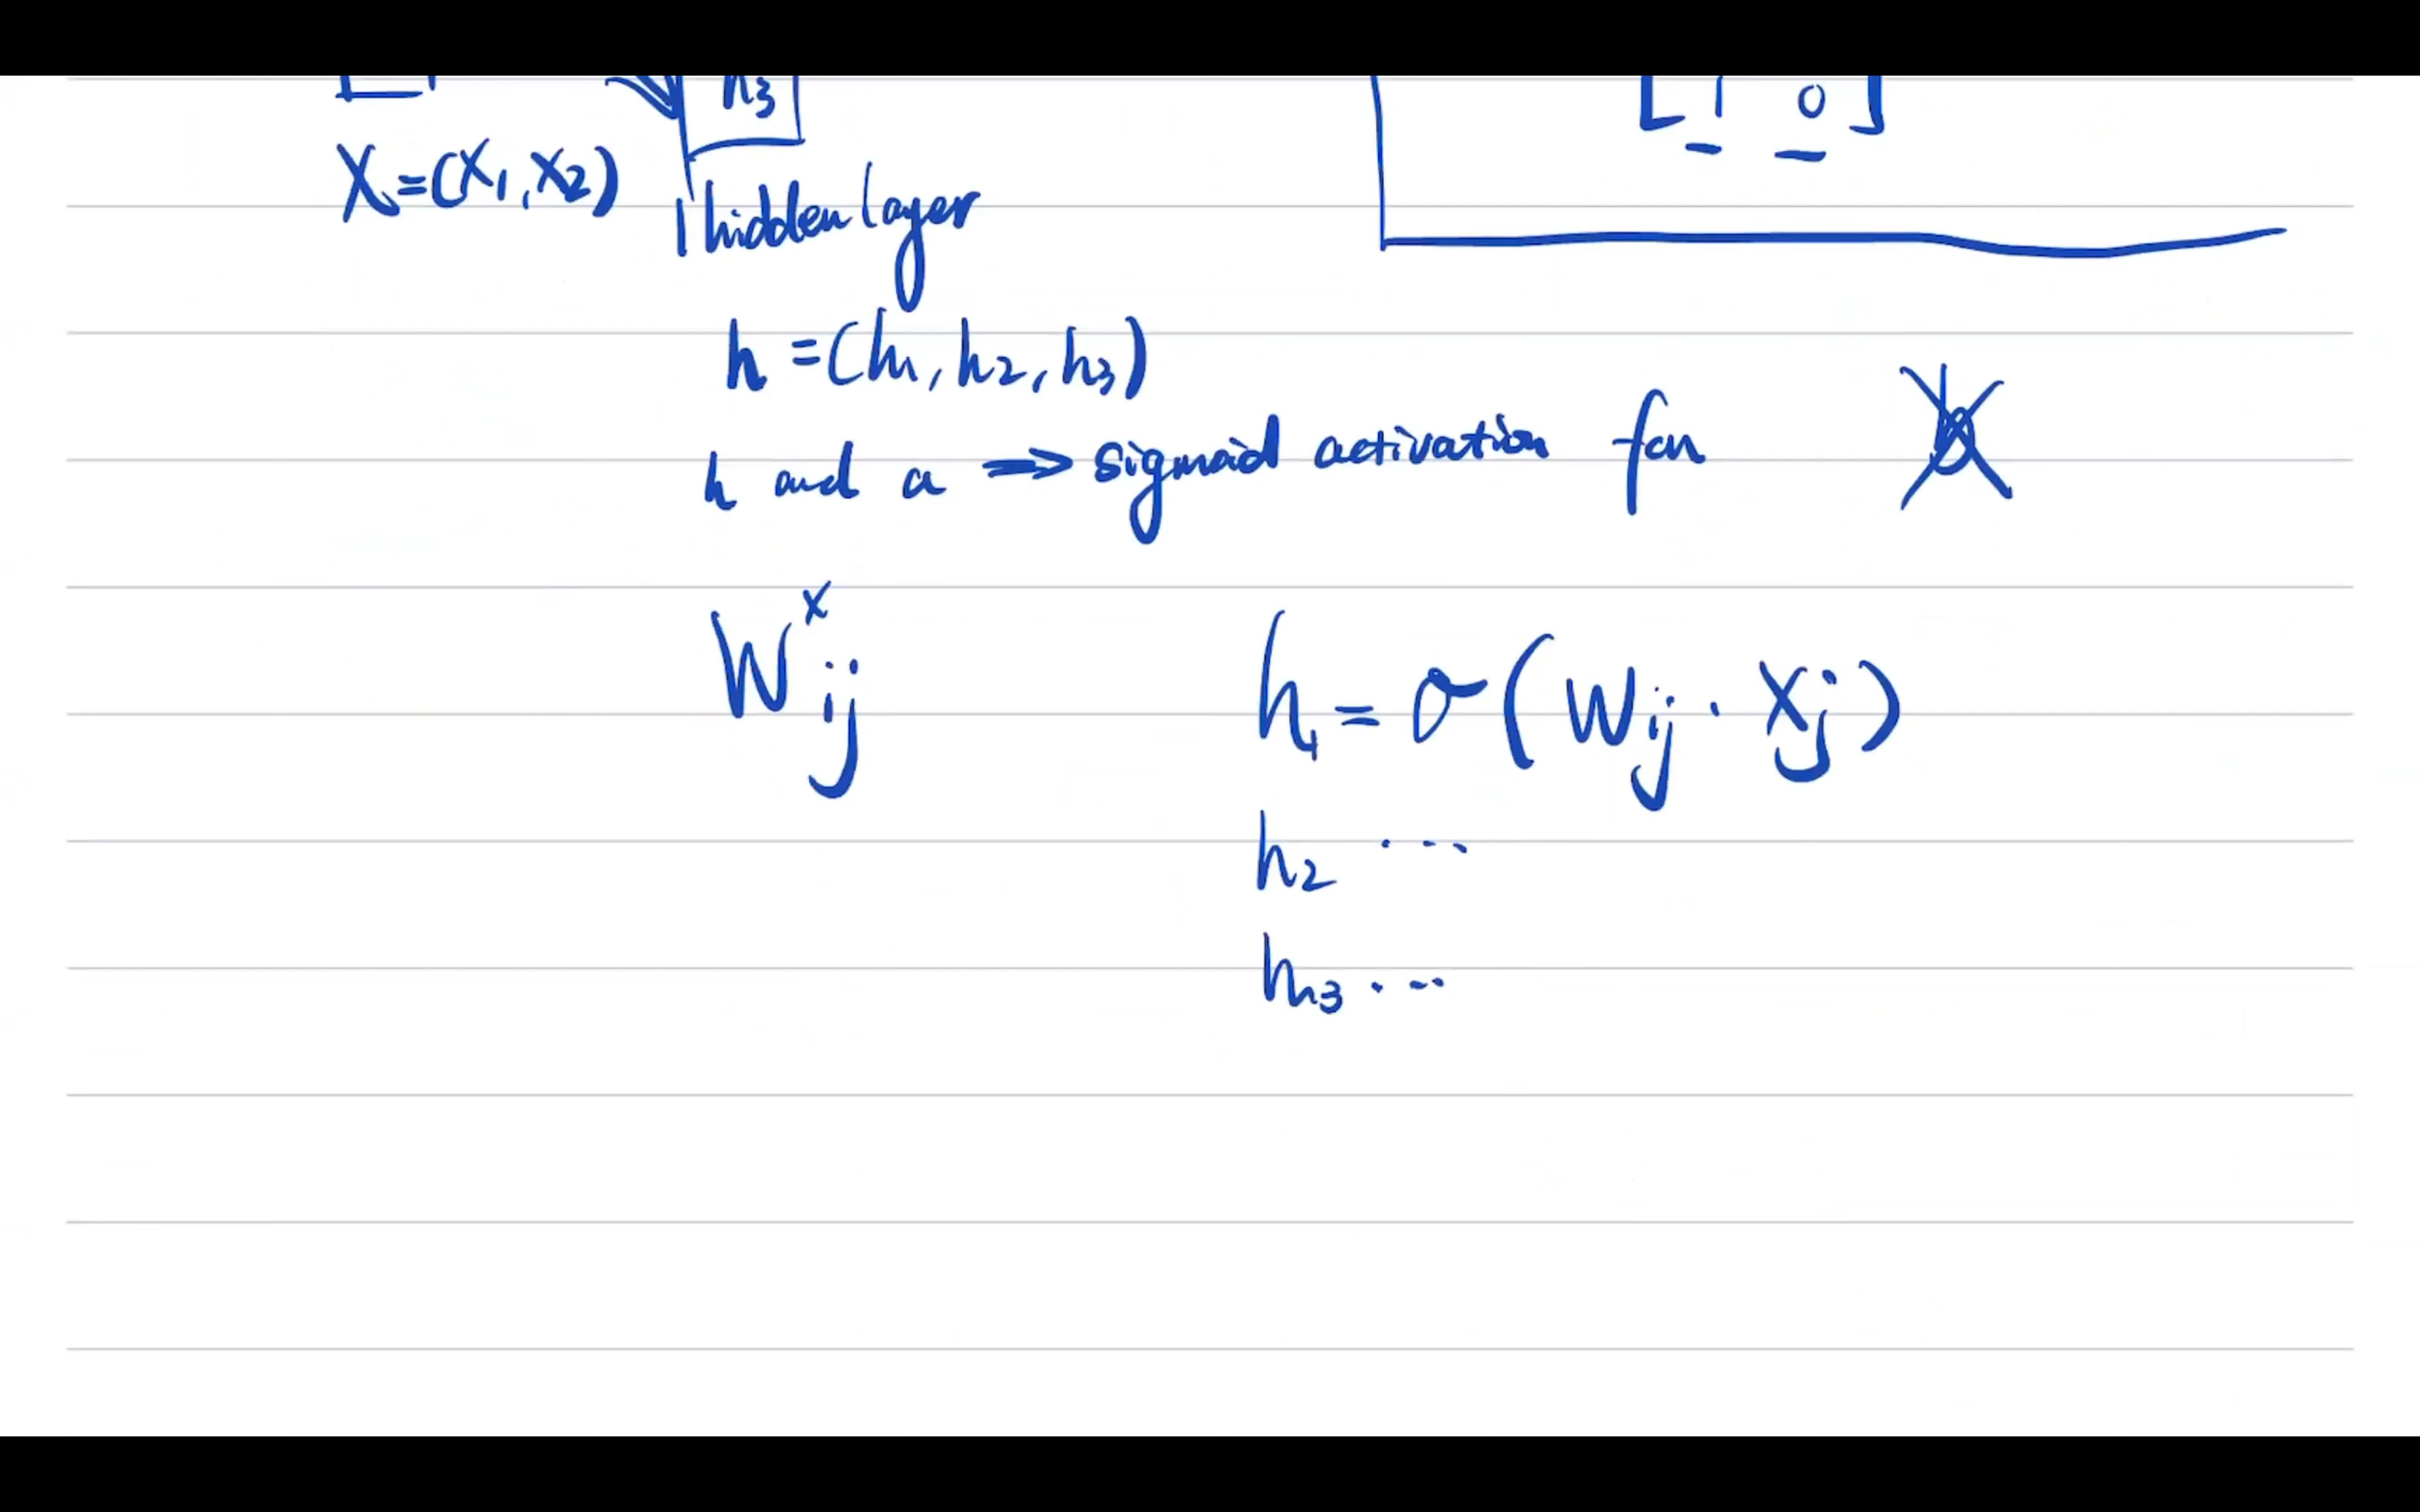 h3
[ 1 0 ]
X = (X1, X2)
hidden layer
h = (h1, h2, h3)
h and a ⇒ sigmoid activation fcn
W^x_ij
h1 = σ(Wij · Xj)
h2 ...
h3 ...